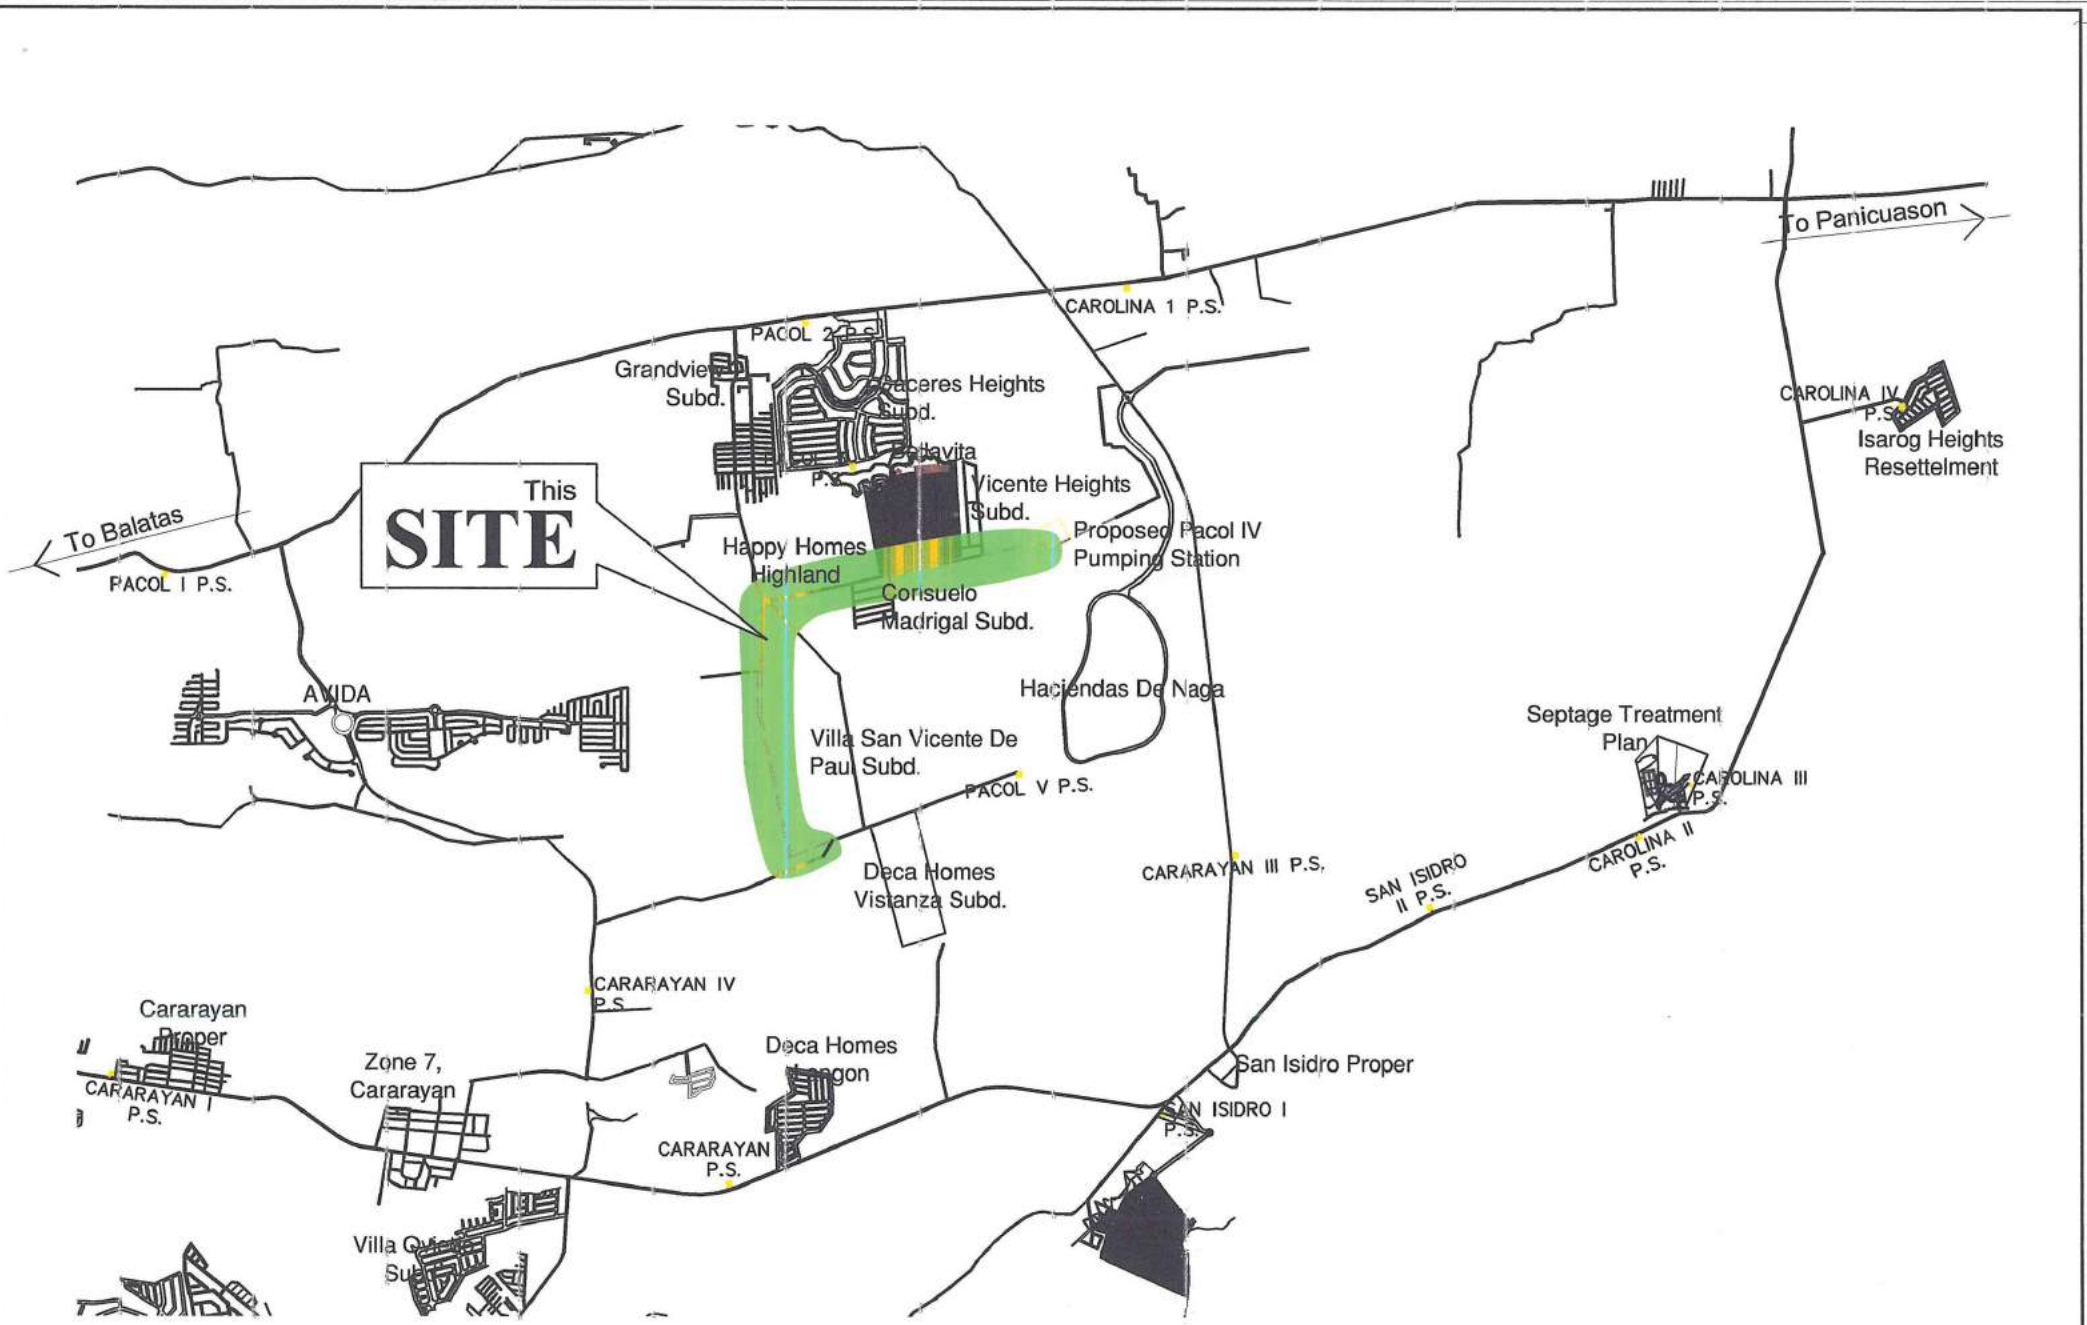 To Panicuason
CAROLINA 1 P.S.
PACOL 2 P.S.
Grandview
Subd.
Caceres Heights
Subd.
CAROLINA IV
P.S.
Isarog Heights
Resettelment
Bellavita
P.S.
Vicente Heights
Subd.
This
SITE
To Balatas
PACOL I P.S.
Happy Homes
Highland
Proposed Pacol IV
Pumping Station
Consuelo
Madrigal Subd.
AVIDA
Haciendas De Naga
Villa San Vicente De
Paul Subd.
PACOL V P.S.
Septage Treatment
Plan
CAROLINA III
P.S.
CAROLINA II
P.S.
Deca Homes
Vistanza Subd.
CARARAYAN III P.S.
SAN ISIDRO
II P.S.
CARARAYAN IV
P.S.
Cararayan
Proper
CARARAYAN I
P.S.
Zone 7,
Cararayan
Deca Homes
Langon
San Isidro Proper
SAN ISIDRO I
P.S.
CARARAYAN
P.S.
Villa
Sub